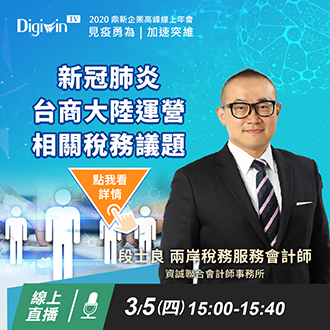 Digiwin TV
2020 鼎新企業高峰線上年會
見疫勇為 | 加速突維
新冠肺炎
台商大陸運營
相關稅務議題
點我看
詳情
段士良 兩岸稅務服務會計師
資誠聯合會計師事務所
線上
直播
3/5(四) 15:00-15:40